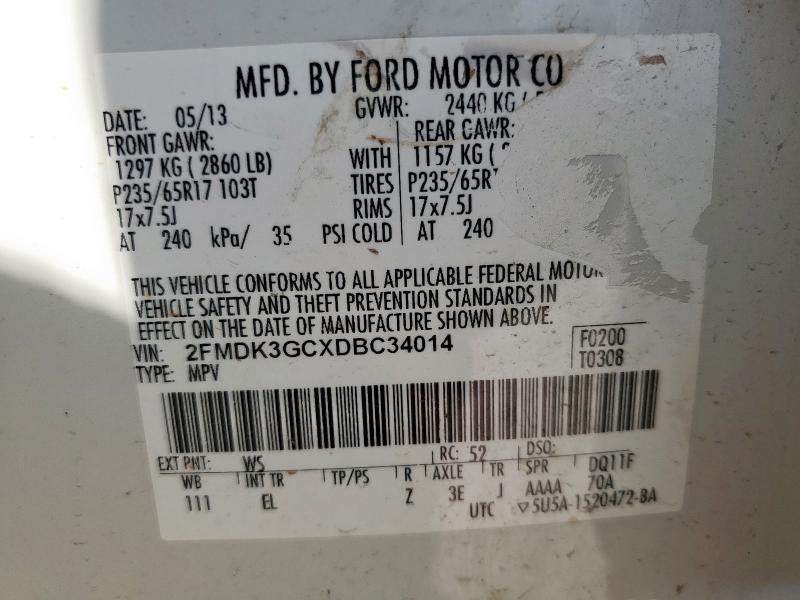 MFD. BY FORD MOTOR CO
DATE: 05/13 GVWR: 2440 KG /
FRONT GAWR: REAR GAWR:
1297 KG ( 2860 LB) WITH 1157 KG (
P235/65R17 103T TIRES P235/65R
17x7.5J RIMS 17x7.5J
AT 240 kPa/ 35 PSI COLD AT 240
THIS VEHICLE CONFORMS TO ALL APPLICABLE FEDERAL MOTOR
VEHICLE SAFETY AND THEFT PREVENTION STANDARDS IN
EFFECT ON THE DATE OF MANUFACTURE SHOWN ABOVE.
VIN: 2FMDK3GCXDBC34014 F0200
TYPE: MPV T0308
EXT PNT: WS RC: 52 DSO:
WB INT TR TP/PS R AXLE TR SPR DQ11F
111 EL Z 3E J AAAA 70A
UTC ▽5U5A-1520472-BA